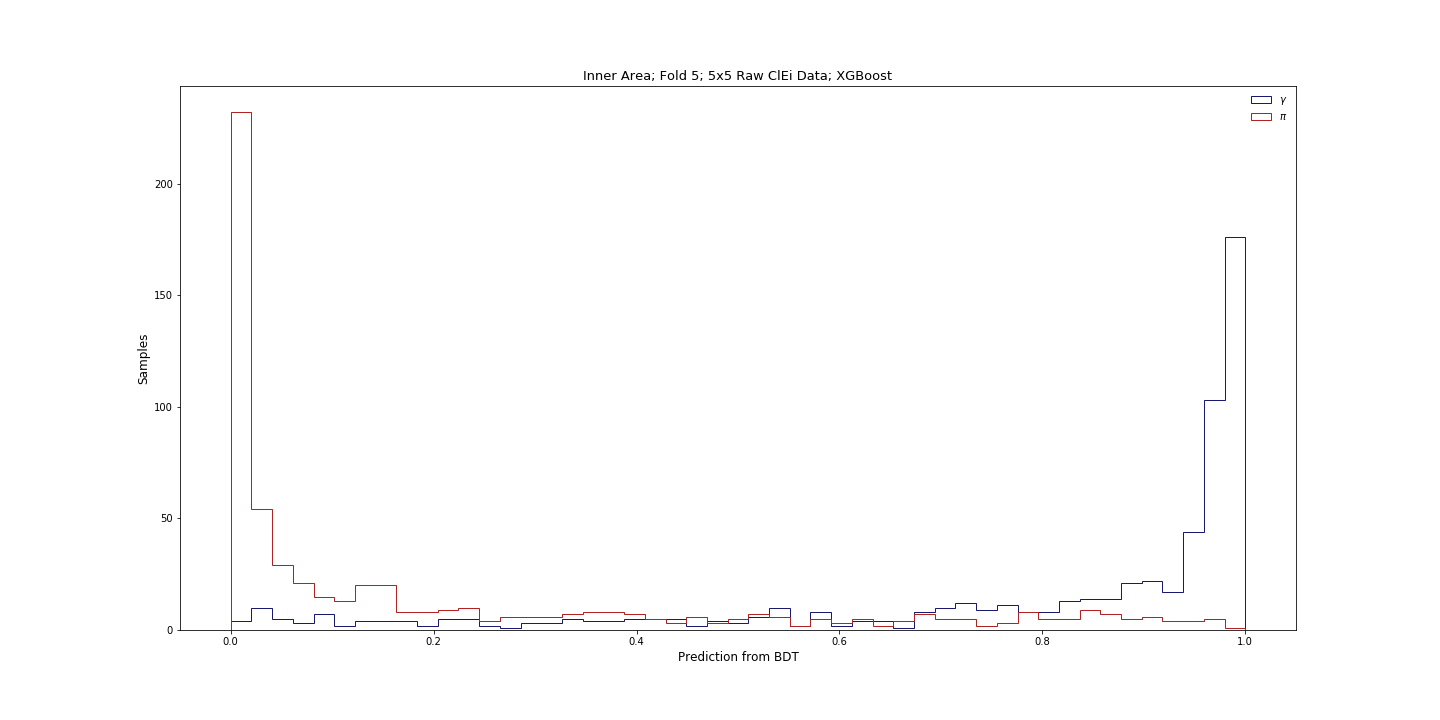 Inner Area; Fold 5; 5x5 Raw ClEi Data; XGBoost
γ
π
200
150
100
50
0
Samples
0.0 0.2 0.4 0.6 0.8 1.0
Prediction from BDT